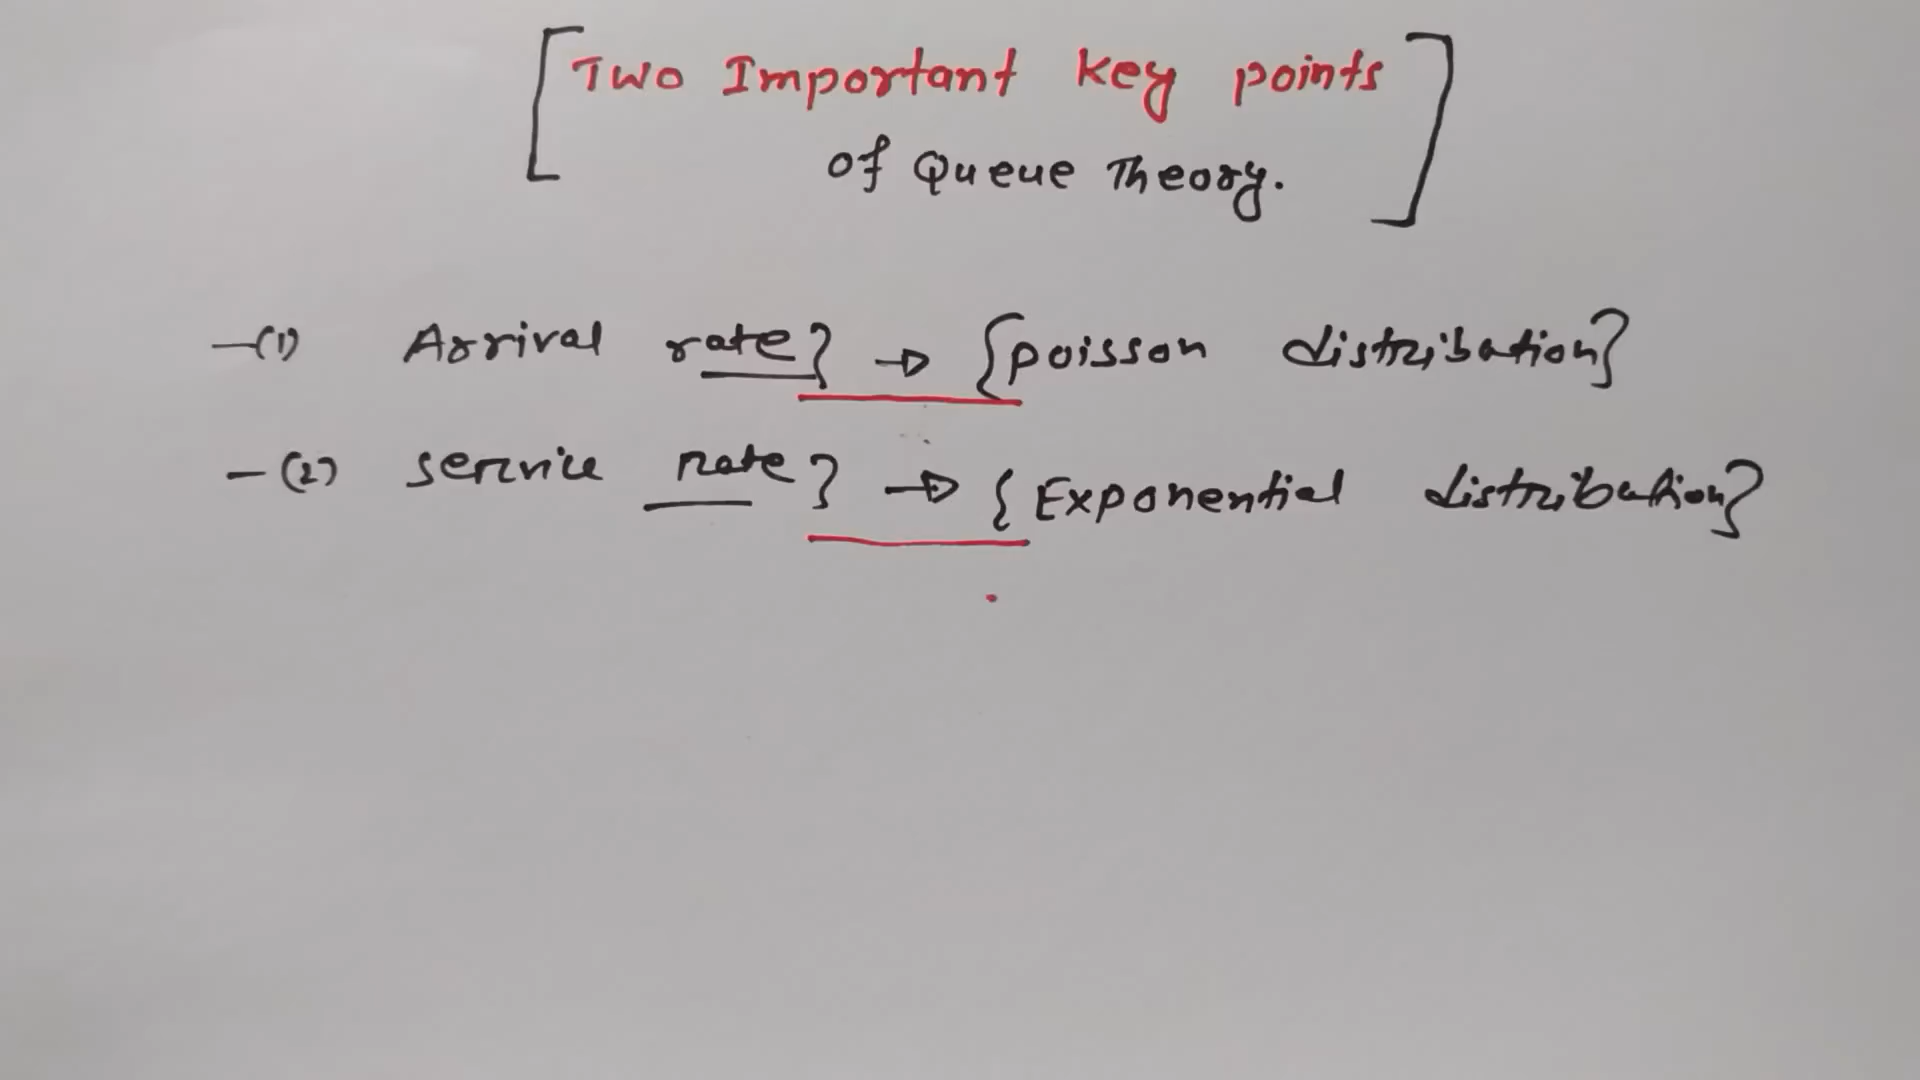 [Two Important Key points
of Queue Theory.]
-(1) Arrival rate} → {poisson distribution}
-(2) service rate} → {Exponential distribution}